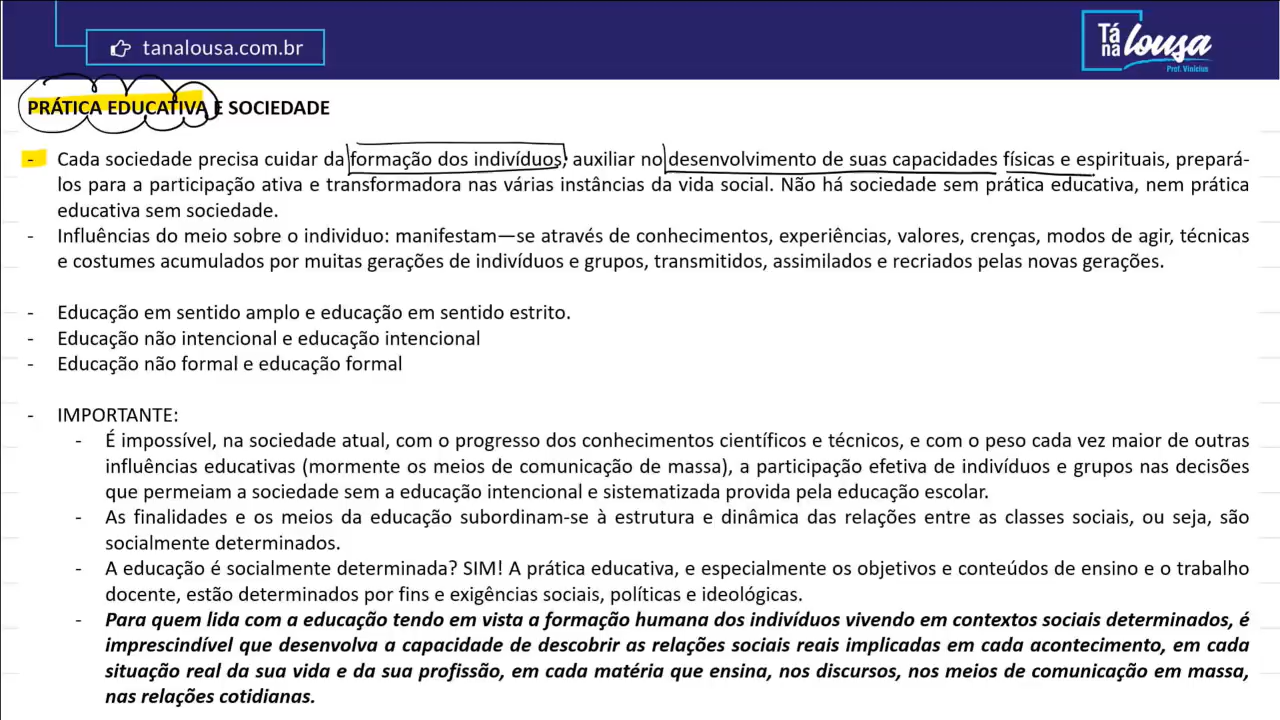 tanalousa.com.br
Tá na lousa
Prof. Vinícius
PRÁTICA EDUCATIVA E SOCIEDADE
- Cada sociedade precisa cuidar da formação dos indivíduos, auxiliar no desenvolvimento de suas capacidades físicas e espirituais, prepará-
los para a participação ativa e transformadora nas várias instâncias da vida social. Não há sociedade sem prática educativa, nem prática
educativa sem sociedade.
- Influências do meio sobre o individuo: manifestam—se através de conhecimentos, experiências, valores, crenças, modos de agir, técnicas
e costumes acumulados por muitas gerações de indivíduos e grupos, transmitidos, assimilados e recriados pelas novas gerações.
- Educação em sentido amplo e educação em sentido estrito.
- Educação não intencional e educação intencional
- Educação não formal e educação formal
- IMPORTANTE:
- É impossível, na sociedade atual, com o progresso dos conhecimentos científicos e técnicos, e com o peso cada vez maior de outras
influências educativas (mormente os meios de comunicação de massa), a participação efetiva de indivíduos e grupos nas decisões
que permeiam a sociedade sem a educação intencional e sistematizada provida pela educação escolar.
- As finalidades e os meios da educação subordinam-se à estrutura e dinâmica das relações entre as classes sociais, ou seja, são
socialmente determinados.
- A educação é socialmente determinada? SIM! A prática educativa, e especialmente os objetivos e conteúdos de ensino e o trabalho
docente, estão determinados por fins e exigências sociais, políticas e ideológicas.
- Para quem lida com a educação tendo em vista a formação humana dos indivíduos vivendo em contextos sociais determinados, é
imprescindível que desenvolva a capacidade de descobrir as relações sociais reais implicadas em cada acontecimento, em cada
situação real da sua vida e da sua profissão, em cada matéria que ensina, nos discursos, nos meios de comunicação em massa,
nas relações cotidianas.